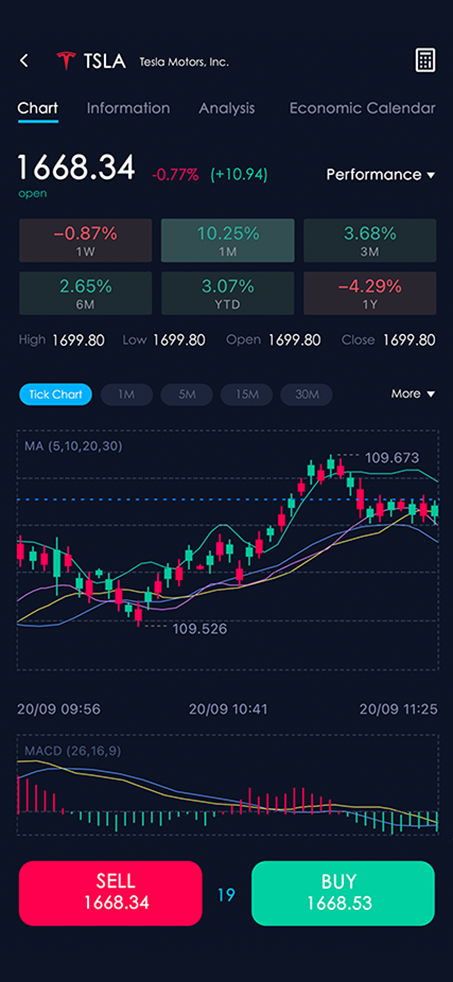 TSLA Tesla Motors, Inc.
Chart Information Analysis Economic Calendar
1668.34 -0.77% (+10.94) Performance
open
−0.87% 10.25% 3.68%
1W 1M 3M
2.65% 3.07% −4.29%
6M YTD 1Y
High 1699.80 Low 1699.80 Open 1699.80 Close 1699.80
Tick Chart 1M 5M 15M 30M More
MA (5,10,20,30)
109.673
109.526
20/09 09:56 20/09 10:41 20/09 11:25
MACD (26,16,9)
SELL 19 BUY
1668.34 1668.53